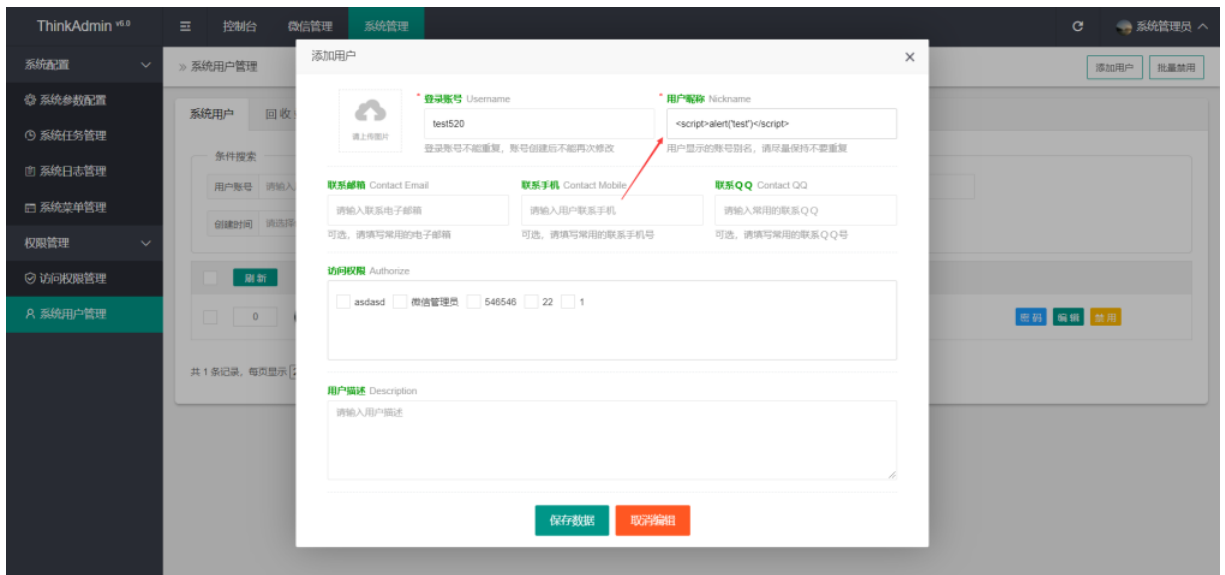 ThinkAdmin v6.0
控制台 微信管理 系统管理 系统管理员
系统配置
系统参数配置
系统任务管理
系统日志管理
系统菜单管理
权限管理
访问权限管理
系统用户管理
» 系统用户管理
添加用户 批量禁用
系统用户 回收
条件搜索
用户账号 请输入
创建时间 请选择
刷新
0
密码 编辑 禁用
共 1 条记录，每页显示
添加用户
请上传图片
* 登录账号 Username
test520
登录账号不能重复，账号创建后不能再次修改
* 用户昵称 Nickname
<script>alert('test')</script>
用户显示的账号别名，请尽量保持不要重复
联系邮箱 Contact Email
请输入联系电子邮箱
可选，请填写常用的电子邮箱
联系手机 Contact Mobile
请输入用户联系手机
可选，请填写常用的联系手机号
联系QQ Contact QQ
请输入常用的联系QQ
可选，请填写常用的联系QQ号
访问权限 Authorize
asdasd 微信管理员 546546 22 1
用户描述 Description
请输入用户描述
保存数据 取消编辑